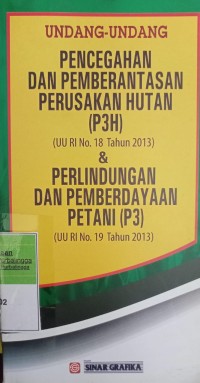 UNDANG-UNDANG
PENCEGAHAN
DAN PEMBERANTASAN
PERUSAKAN HUTAN
(P3H)
(UU RI No. 18 Tahun 2013)
&
PERLINDUNGAN
DAN PEMBERDAYAAN
PETANI (P3)
(UU RI No. 19 Tahun 2013)
SINAR GRAFIKA